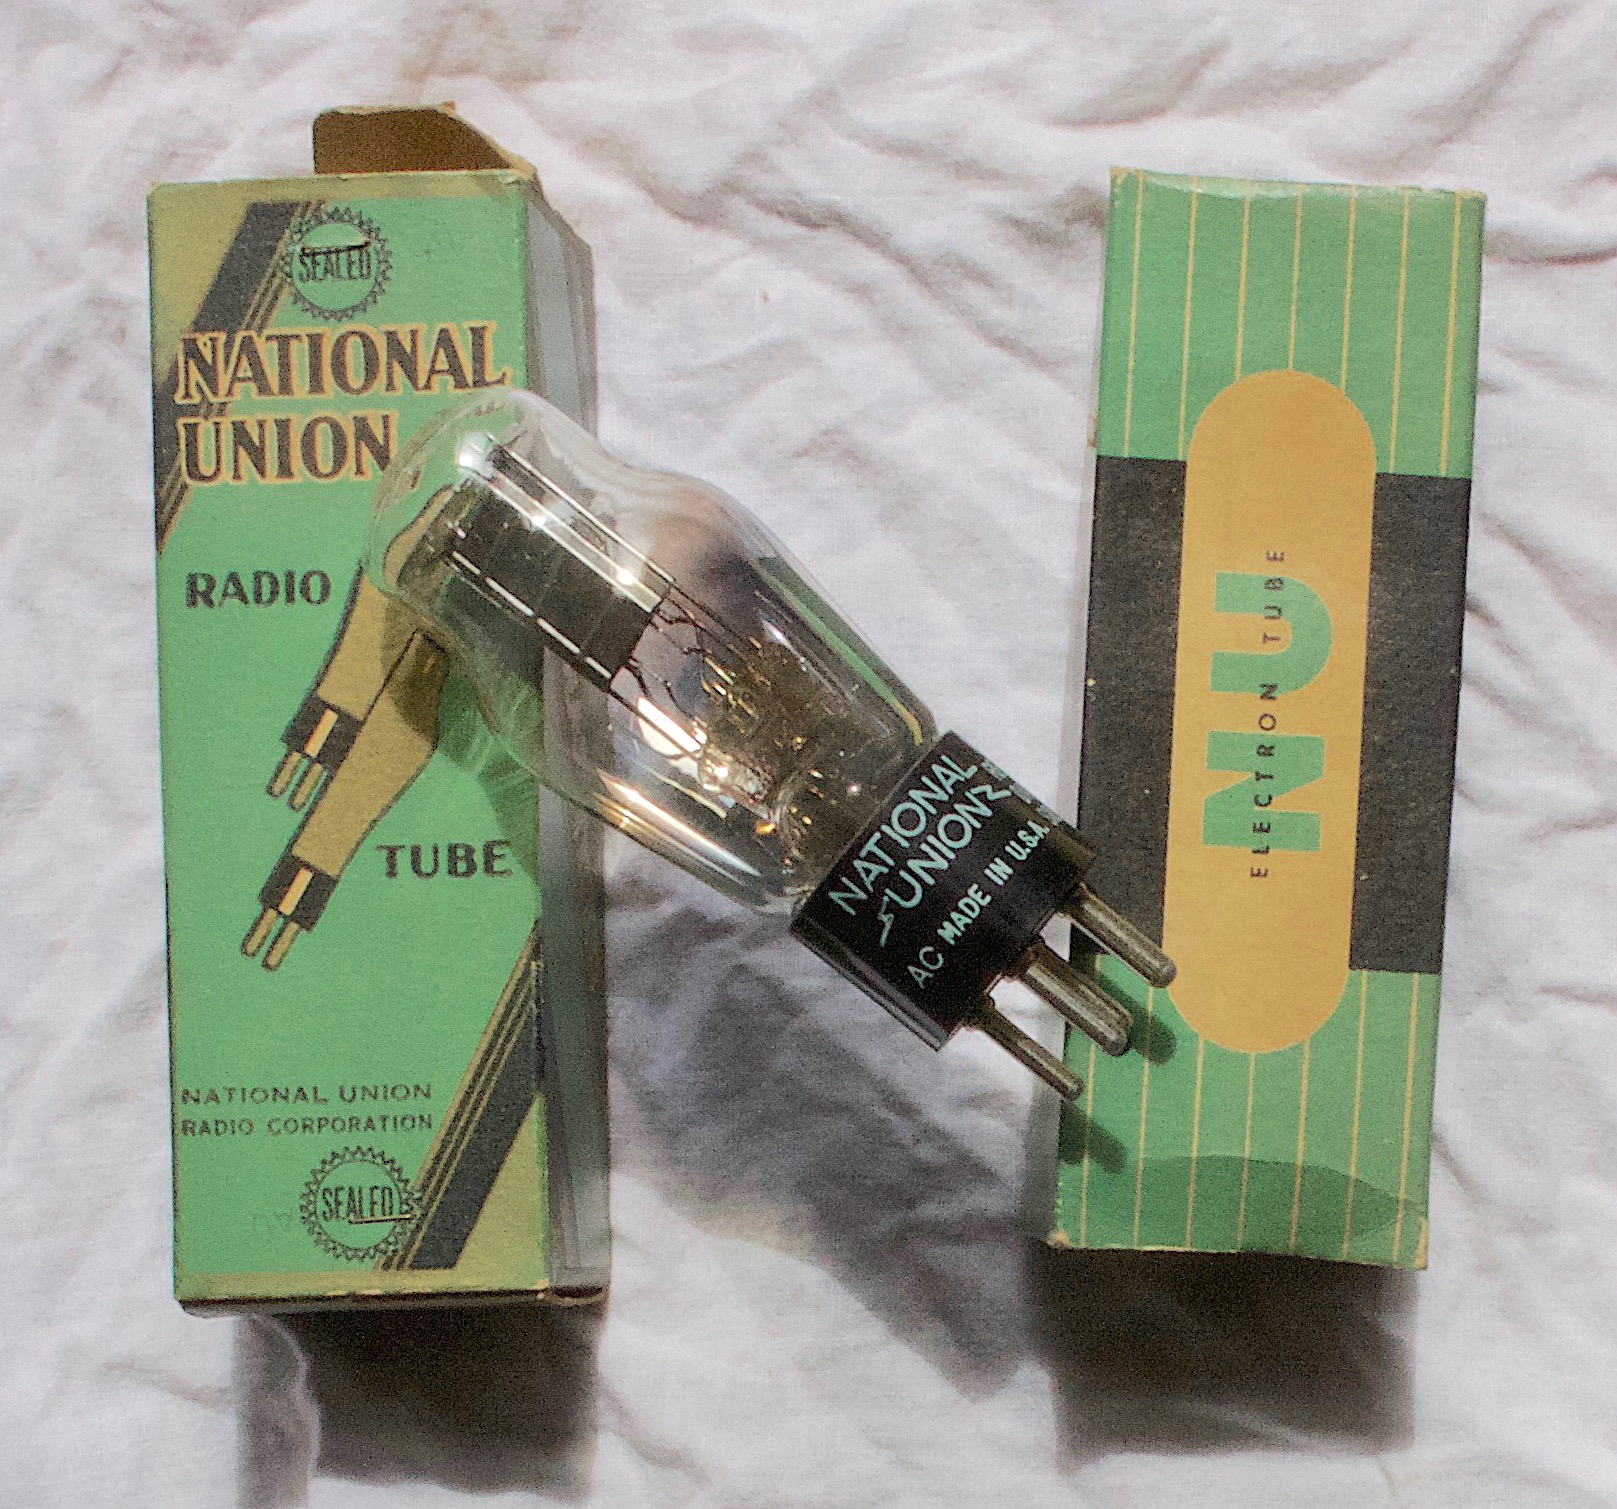 SEALED
NATIONAL
UNION
RADIO
TUBE
NATIONAL UNION
RADIO CORPORATION
SEALED
NATIONAL
UNION
AC MADE IN U.S.A.
NU
ELECTRON TUBE